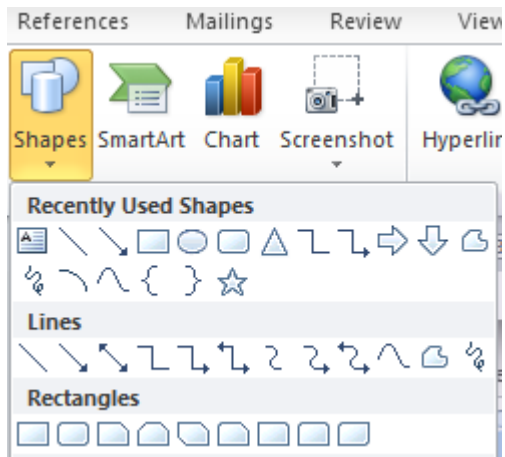 References Mailings Review View
Shapes SmartArt Chart Screenshot Hyperlin
Recently Used Shapes
A
Lines
Rectangles